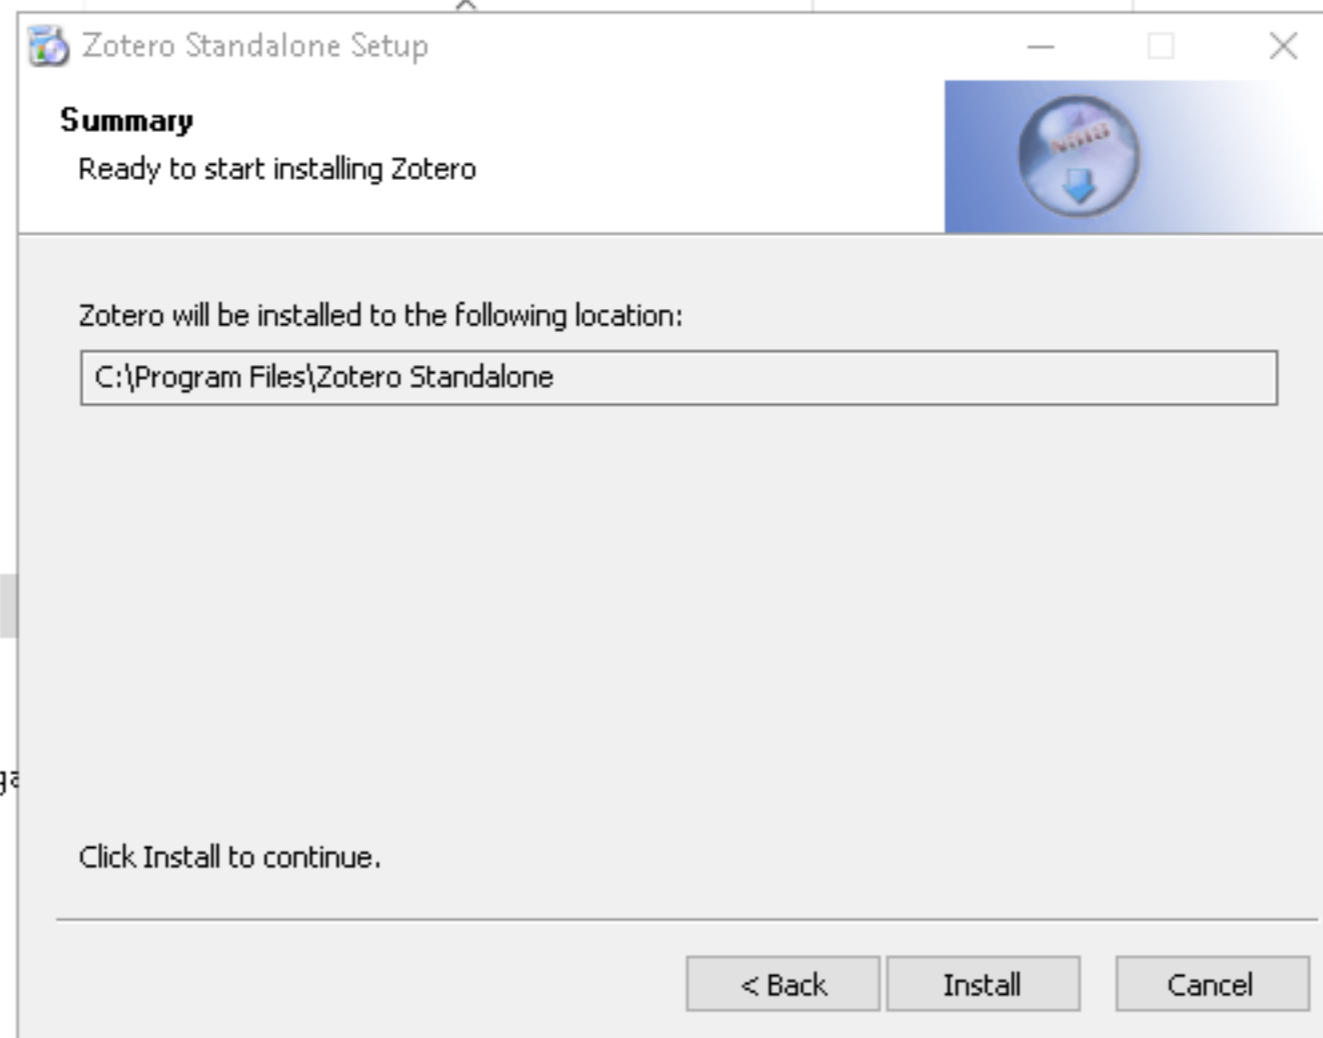 Zotero Standalone Setup
Summary
Ready to start installing Zotero
Zotero will be installed to the following location:
C:\Program Files\Zotero Standalone
Click Install to continue.
< Back
Install
Cancel